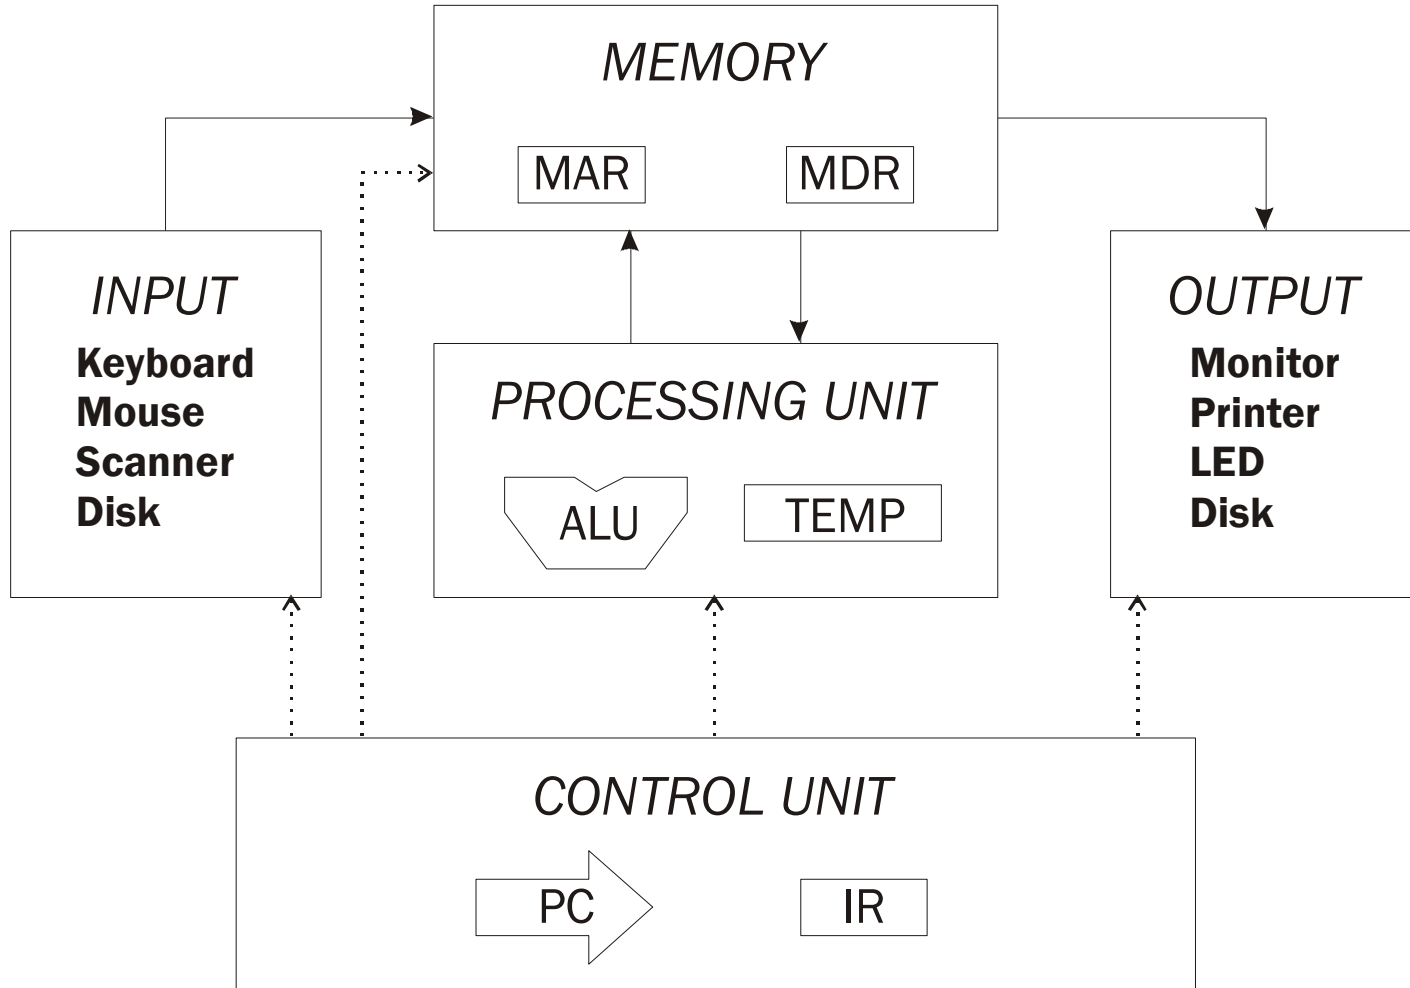 MEMORY
MAR
MDR
INPUT
Keyboard
Mouse
Scanner
Disk
PROCESSING UNIT
ALU
TEMP
OUTPUT
Monitor
Printer
LED
Disk
CONTROL UNIT
PC
IR